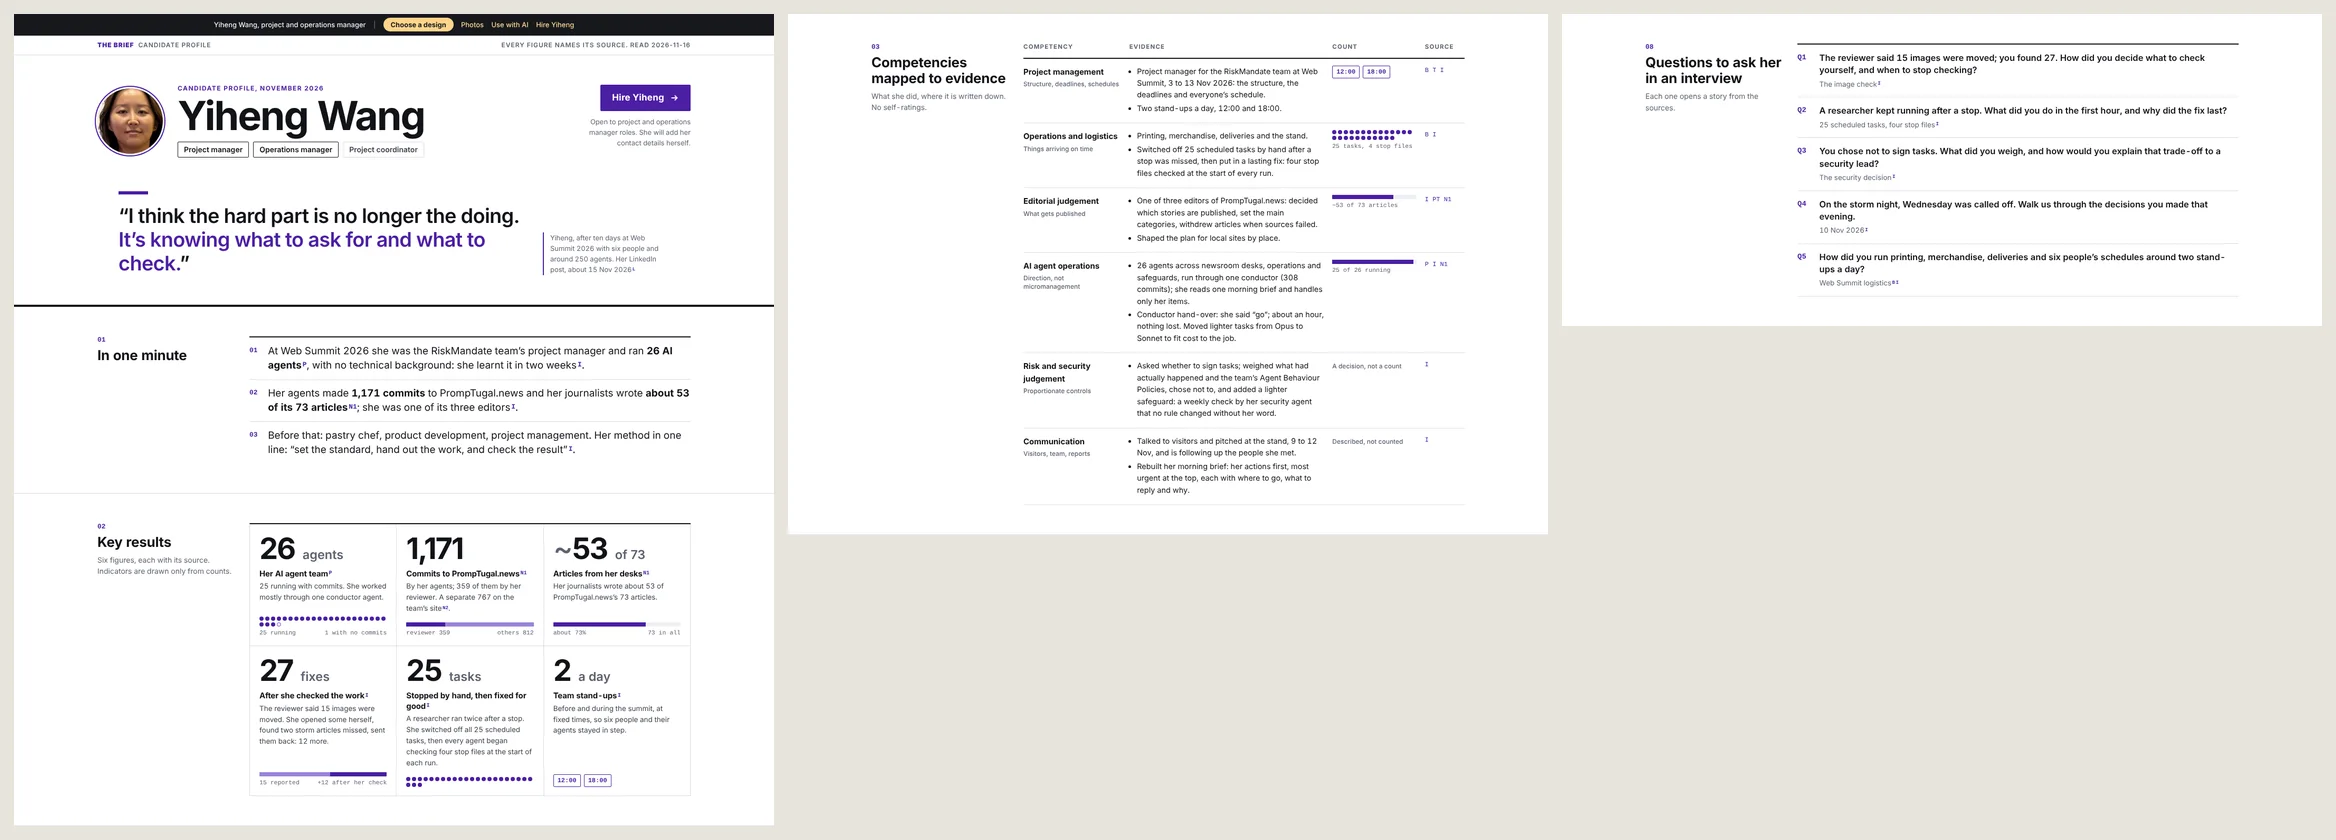 Yiheng Wang, project and operations manager
Choose a design
Photos
Use with AI
Hire Yiheng
THE BRIEF CANDIDATE PROFILE
EVERY FIGURE NAMES ITS SOURCE. READ 2026-11-16
CANDIDATE PROFILE, NOVEMBER 2026
Yiheng Wang
Project manager
Operations manager
Project coordinator
Hire Yiheng →
Open to project and operations
manager roles. She will add her
contact details herself.
“I think the hard part is no longer the doing.
It’s knowing what to ask for and what to
check.”
Yiheng, after ten days at Web
Summit 2026 with six people and
around 250 agents. Her LinkedIn
post, about 15 Nov 2026
01
In one minute
01 At Web Summit 2026 she was the RiskMandate team’s project manager and ran 26 AI
agents P, with no technical background: she learnt it in two weeks I.
02 Her agents made 1,171 commits to PrompTugal.news and her journalists wrote about 53
of its 73 articles N1; she was one of its three editors I.
03 Before that: pastry chef, product development, project management. Her method in one
line: “set the standard, hand out the work, and check the result” I.
02
Key results
Six figures, each with its source.
Indicators are drawn only from counts.
26 agents
Her AI agent team P
25 running with commits. She worked
mostly through one conductor agent.
25 running
1 with no commits
1,171
Commits to PrompTugal.news N1
By her agents; 359 of them by her
reviewer. A separate 767 on the
team’s site N2.
reviewer 359
others 812
~53 of 73
Articles from her desks N1
Her journalists wrote about 53 of
PrompTugal.news’s 73 articles.
about 73%
73 in all
27 fixes
After she checked the work I
The reviewer said 15 images were
moved. She opened some herself,
found two storm articles missed, sent
them back: 12 more.
15 reported
+12 after her check
25 tasks
Stopped by hand, then fixed for
good I
A researcher ran twice after a stop.
She switched off all 25 scheduled
tasks, then every agent began
checking four stop files at the start of
each run.
2 a day
Team stand-ups I
Before and during the summit, at
fixed times, so six people and their
agents stayed in step.
12:00
18:00
03
Competencies
mapped to evidence
What she did, where it is written down.
No self-ratings.
COMPETENCY
EVIDENCE
COUNT
SOURCE
Project management
Structure, deadlines, schedules
• Project manager for the RiskMandate team at Web
Summit, 3 to 13 Nov 2026: the structure, the
deadlines and everyone’s schedule.
• Two stand-ups a day, 12:00 and 18:00.
12:00
18:00
B T I
Operations and logistics
Things arriving on time
• Printing, merchandise, deliveries and the stand.
• Switched off 25 scheduled tasks by hand after a
stop was missed, then put in a lasting fix: four stop
files checked at the start of every run.
25 tasks, 4 stop files
B I
Editorial judgement
What gets published
• One of three editors of PrompTugal.news: decided
which stories are published, set the main
categories, withdrew articles when sources failed.
• Shaped the plan for local sites by place.
~53 of 73 articles
I PT N1
AI agent operations
Direction, not
micromanagement
• 26 agents across newsroom desks, operations and
safeguards, run through one conductor (308
commits); she reads one morning brief and handles
only her items.
• Conductor hand-over: she said “go”; about an hour,
nothing lost. Moved lighter tasks from Opus to
Sonnet to fit cost to the job.
25 of 26 running
P I N1
Risk and security
judgement
Proportionate controls
• Asked whether to sign tasks; weighed what had
actually happened and the team’s Agent Behaviour
Policies, chose not to, and added a lighter
safeguard: a weekly check by her security agent
that no rule changed without her word.
A decision, not a count
I
Communication
Visitors, team, reports
• Talked to visitors and pitched at the stand, 9 to 12
Nov, and is following up the people she met.
• Rebuilt her morning brief: her actions first, most
urgent at the top, each with where to go, what to
reply and why.
Described, not counted
I
08
Questions to ask her
in an interview
Each one opens a story from the
sources.
Q1 The reviewer said 15 images were moved; you found 27. How did you decide what to check
yourself, and when to stop checking?
The image check I
Q2 A researcher kept running after a stop. What did you do in the first hour, and why did the fix last?
25 scheduled tasks, four stop files I
Q3 You chose not to sign tasks. What did you weigh, and how would you explain that trade-off to a
security lead?
The security decision I
Q4 On the storm night, Wednesday was called off. Walk us through the decisions you made that
evening.
10 Nov 2026 I
Q5 How did you run printing, merchandise, deliveries and six people’s schedules around two stand-
ups a day?
Web Summit logistics B I